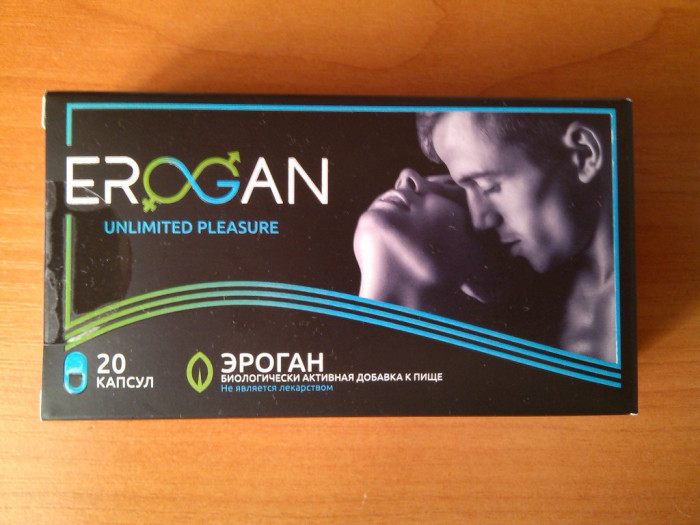 EROGAN
UNLIMITED PLEASURE
20
КАПСУЛ
ЭРОГАН
БИОЛОГИЧЕСКИ АКТИВНАЯ ДОБАВКА К ПИЩЕ
Не является лекарством